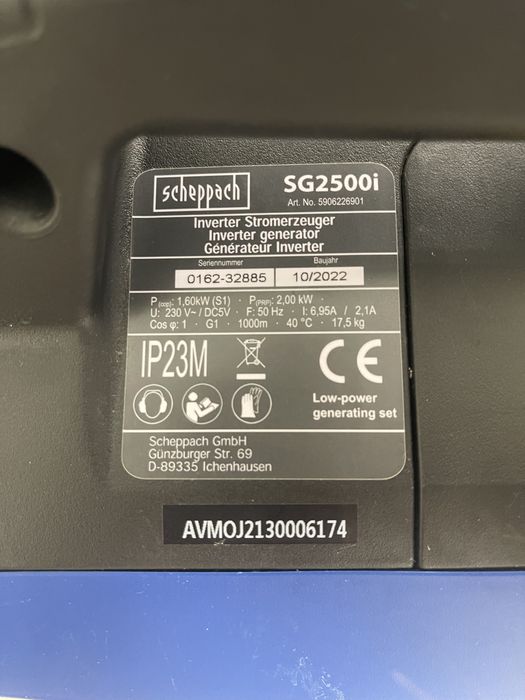 scheppach
SG2500i
Art. No. 5906226901
Inverter Stromerzeuger
Inverter generator
Générateur Inverter
Seriennummer Baujahr
0162-32885 10/2022
P(cop): 1,60kW (S1) · P(PRP): 2,00 kW ·
U: 230 V~ / DC5V · F: 50 Hz · I: 6,95A / 2,1A
Cos φ: 1 · G1 · 1000m · 40 °C · 17,5 kg
IP23M
CE
Low-power
generating set
Scheppach GmbH
Günzburger Str. 69
D-89335 Ichenhausen
AVMOJ2130006174